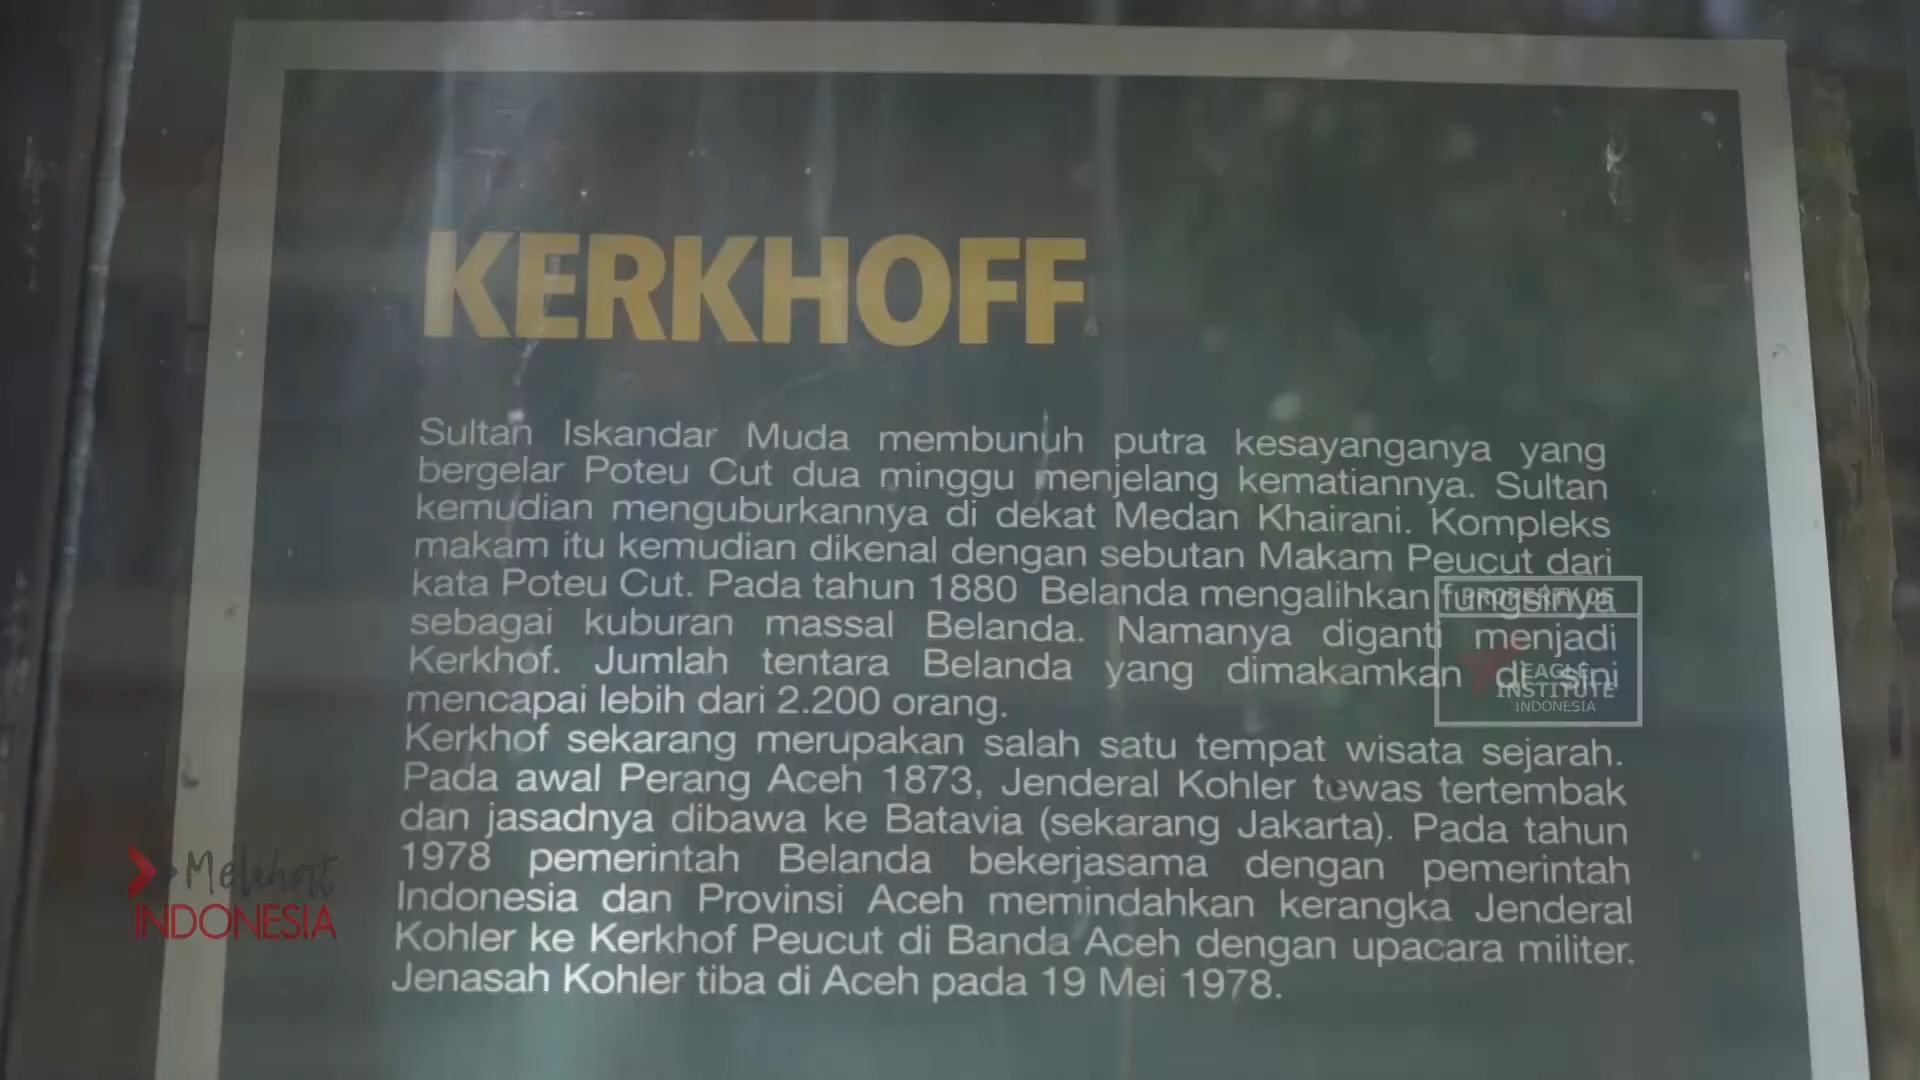 KERKHOFF
Sultan Iskandar Muda membunuh putra kesayanganya yang
bergelar Poteu Cut dua minggu menjelang kematiannya. Sultan
kemudian menguburkannya di dekat Medan Khairani. Kompleks
makam itu kemudian dikenal dengan sebutan Makam Peucut dari
kata Poteu Cut. Pada tahun 1880 Belanda mengalihkan fungsinya
sebagai kuburan massal Belanda. Namanya diganti menjadi
Kerkhof. Jumlah tentara Belanda yang dimakamkan di sini
mencapai lebih dari 2.200 orang.
Kerkhof sekarang merupakan salah satu tempat wisata sejarah.
Pada awal Perang Aceh 1873, Jenderal Kohler tewas tertembak
dan jasadnya dibawa ke Batavia (sekarang Jakarta). Pada tahun
1978 pemerintah Belanda bekerjasama dengan pemerintah
Indonesia dan Provinsi Aceh memindahkan kerangka Jenderal
Kohler ke Kerkhof Peucut di Banda Aceh dengan upacara militer.
Jenasah Kohler tiba di Aceh pada 19 Mei 1978.
PROPERTY OF
EAGLE
INSTITUTE
INDONESIA
Melihat
INDONESIA